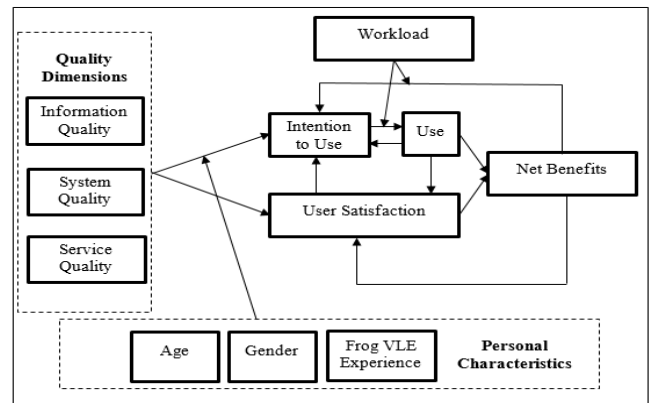 Workload
Quality
Dimensions
Information
Quality
System
Quality
Service
Quality
Intention
to Use
Use
User Satisfaction
Net Benefits
Age
Gender
Frog VLE
Experience
Personal
Characteristics